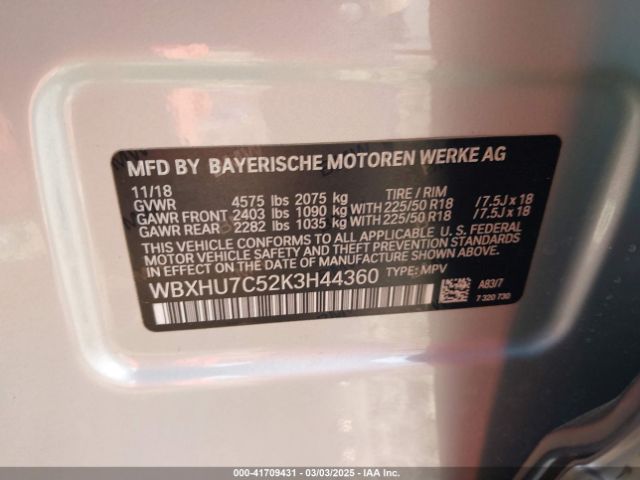 MFD BY BAYERISCHE MOTOREN WERKE AG
11/18 TIRE / RIM
GVWR 4575 lbs 2075 kg
GAWR FRONT 2403 lbs 1090 kg WITH 225/50 R18 /7.5J x 18
GAWR REAR 2282 lbs 1035 kg WITH 225/50 R18 /7.5J x 18
THIS VEHICLE CONFORMS TO ALL APPLICABLE U. S. FEDERAL
MOTOR VEHICLE SAFETY AND THEFT PREVENTION STANDARDS
IN EFFECT ON THE DATE OF MANUFACTURE SHOWN ABOVE.
WBXHU7C52K3H44360 TYPE: MPV
A83/7
7 320 730
000-41709431 | 03/03/2025 - IAAI.com